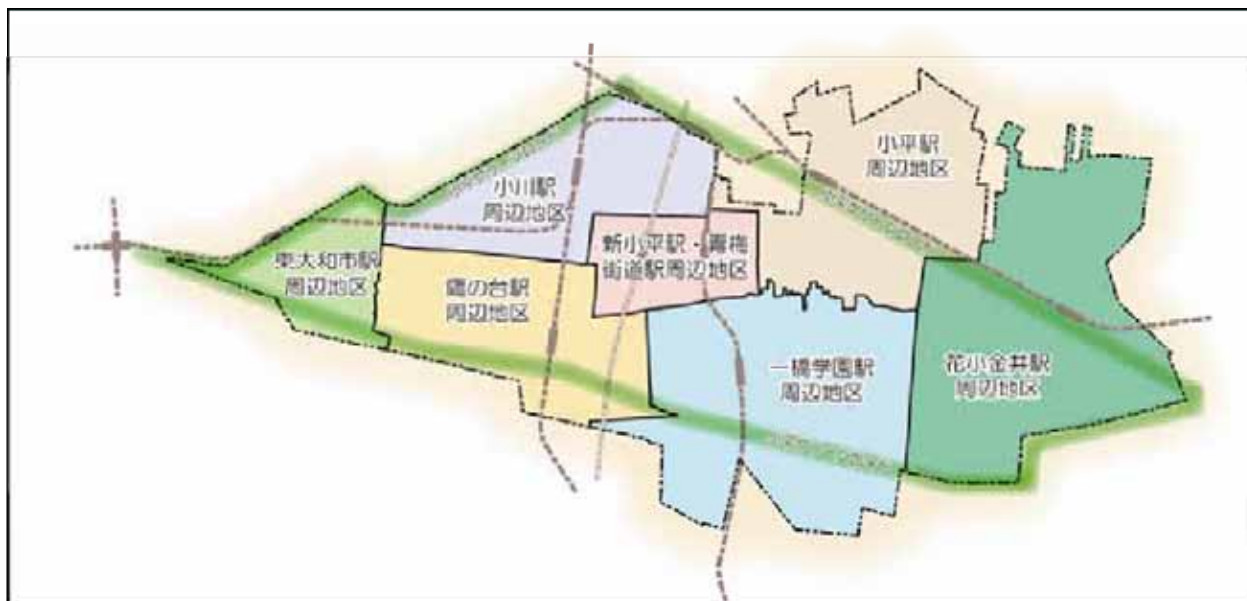 小平駅
周辺地区
小川駅
周辺地区
新小平駅・青梅
街道駅周辺地区
東大和市駅
周辺地区
鷹の台駅
周辺地区
一橋学園駅
周辺地区
花小金井駅
周辺地区